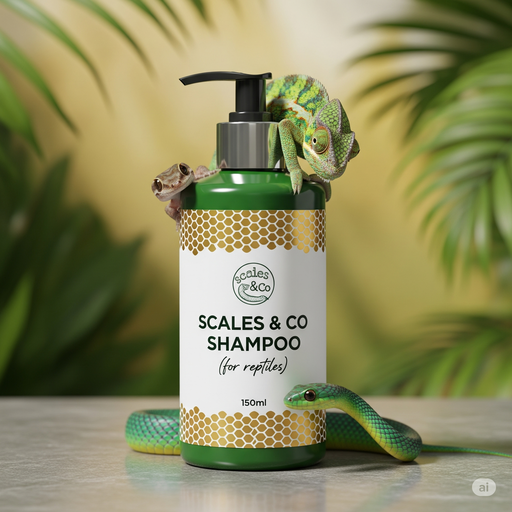 scales
&Co
SCALES & CO
SHAMPOO
(for reptiles)
150ml
ai